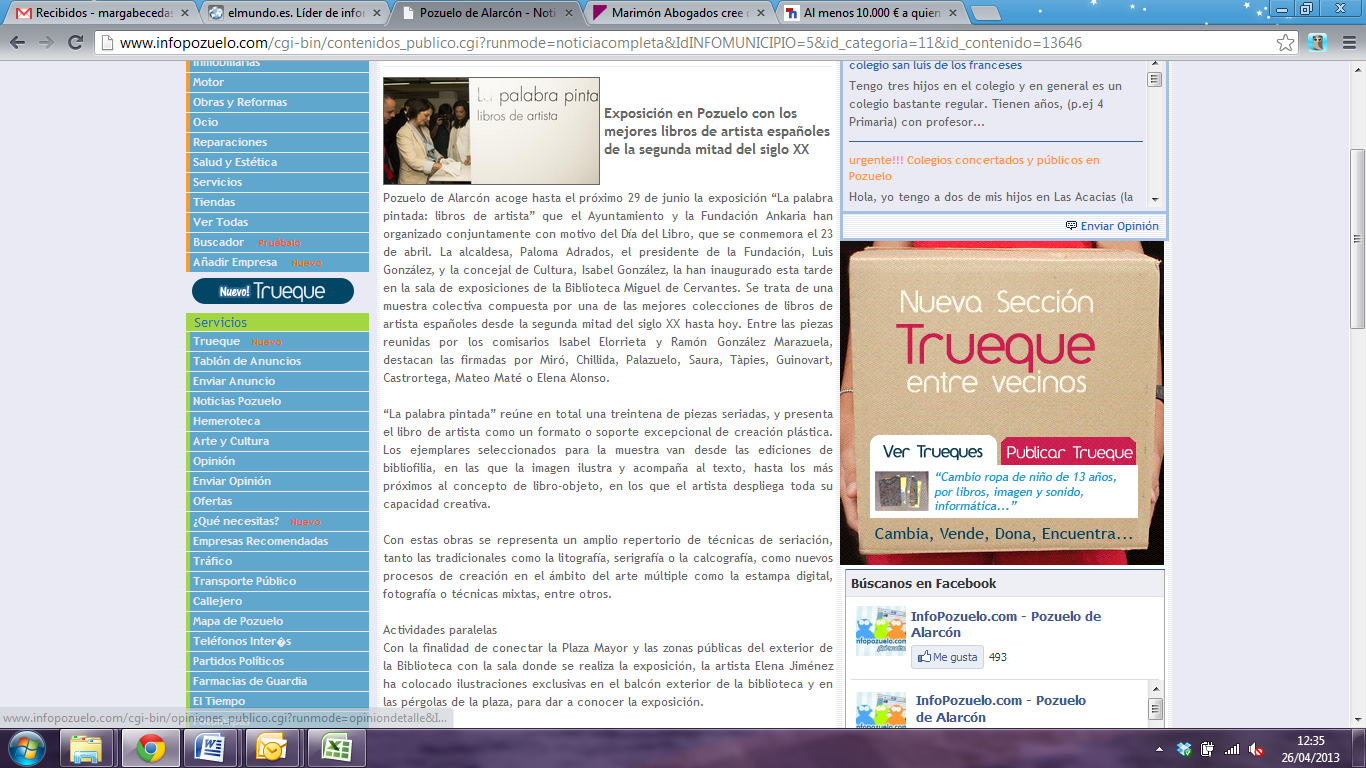 Recibidos - margabecedas
elmundo.es. Líder de infor
Pozuelo de Alarcón - Noti
Marimón Abogados cree
Al menos 10.000 € a quien
www.infopozuelo.com/cgi-bin/contenidos_publico.cgi?runmode=noticiacompleta&IdINFOMUNICIPIO=5&id_categoria=11&id_contenido=13646
Inmobiliarias
Motor
Obras y Reformas
Ocio
Reparaciones
Salud y Estética
Servicios
Tiendas
Ver Todas
Buscador Pruébalo
Añadir Empresa Nuevo
Nuevo! Trueque
Servicios
Trueque Nuevo
Tablón de Anuncios
Enviar Anuncio
Noticias Pozuelo
Hemeroteca
Arte y Cultura
Opinión
Enviar Opinión
Ofertas
¿Qué necesitas? Nuevo
Empresas Recomendadas
Tráfico
Transporte Público
Callejero
Mapa de Pozuelo
Teléfonos Inter�s
Partidos Políticos
Farmacias de Guardia
El Tiempo
La palabra pinta
libros de artista
Exposición en Pozuelo con los
mejores libros de artista españoles
de la segunda mitad del siglo XX
Pozuelo de Alarcón acoge hasta el próximo 29 de junio la exposición “La palabra
pintada: libros de artista” que el Ayuntamiento y la Fundación Ankaria han
organizado conjuntamente con motivo del Día del Libro, que se conmemora el 23
de abril. La alcaldesa, Paloma Adrados, el presidente de la Fundación, Luis
González, y la concejal de Cultura, Isabel González, la han inaugurado esta tarde
en la sala de exposiciones de la Biblioteca Miguel de Cervantes. Se trata de una
muestra colectiva compuesta por una de las mejores colecciones de libros de
artista españoles desde la segunda mitad del siglo XX hasta hoy. Entre las piezas
reunidas por los comisarios Isabel Elorrieta y Ramón González Marazuela,
destacan las firmadas por Miró, Chillida, Palazuelo, Saura, Tàpies, Guinovart,
Castrortega, Mateo Maté o Elena Alonso.
“La palabra pintada” reúne en total una treintena de piezas seriadas, y presenta
el libro de artista como un formato o soporte excepcional de creación plástica.
Los ejemplares seleccionados para la muestra van desde las ediciones de
bibliofilia, en las que la imagen ilustra y acompaña al texto, hasta los más
próximos al concepto de libro-objeto, en los que el artista despliega toda su
capacidad creativa.
Con estas obras se representa un amplio repertorio de técnicas de seriación,
tanto las tradicionales como la litografía, serigrafía o la calcografía, como nuevos
procesos de creación en el ámbito del arte múltiple como la estampa digital,
fotografía o técnicas mixtas, entre otros.
Actividades paralelas
Con la finalidad de conectar la Plaza Mayor y las zonas públicas del exterior de
la Biblioteca con la sala donde se realiza la exposición, la artista Elena Jiménez
ha colocado ilustraciones exclusivas en el balcón exterior de la biblioteca y en
las pérgolas de la plaza, para dar a conocer la exposición.
colegio san luis de los franceses
Tengo tres hijos en el colegio y en general es un
colegio bastante regular. Tienen años, (p.ej 4
Primaria) con profesor...
urgente!!! Colegios concertados y públicos en
Pozuelo
Hola, yo tengo a dos de mis hijos en Las Acacias (la
Enviar Opinión
Nueva Sección
Trueque
entre vecinos
Ver Trueques
Publicar Trueque
“Cambio ropa de niño de 13 años,
por libros, imagen y sonido,
informática...”
Cambia, Vende, Dona, Encuentra...
Búscanos en Facebook
InfoPozuelo.com - Pozuelo de
Alarcón
Me gusta 493
InfoPozuelo.com - Pozuelo
de Alarcón
www.infopozuelo.com/cgi-bin/opiniones_publico.cgi?runmode=opiniondetalle&I...
12:35
26/04/2013